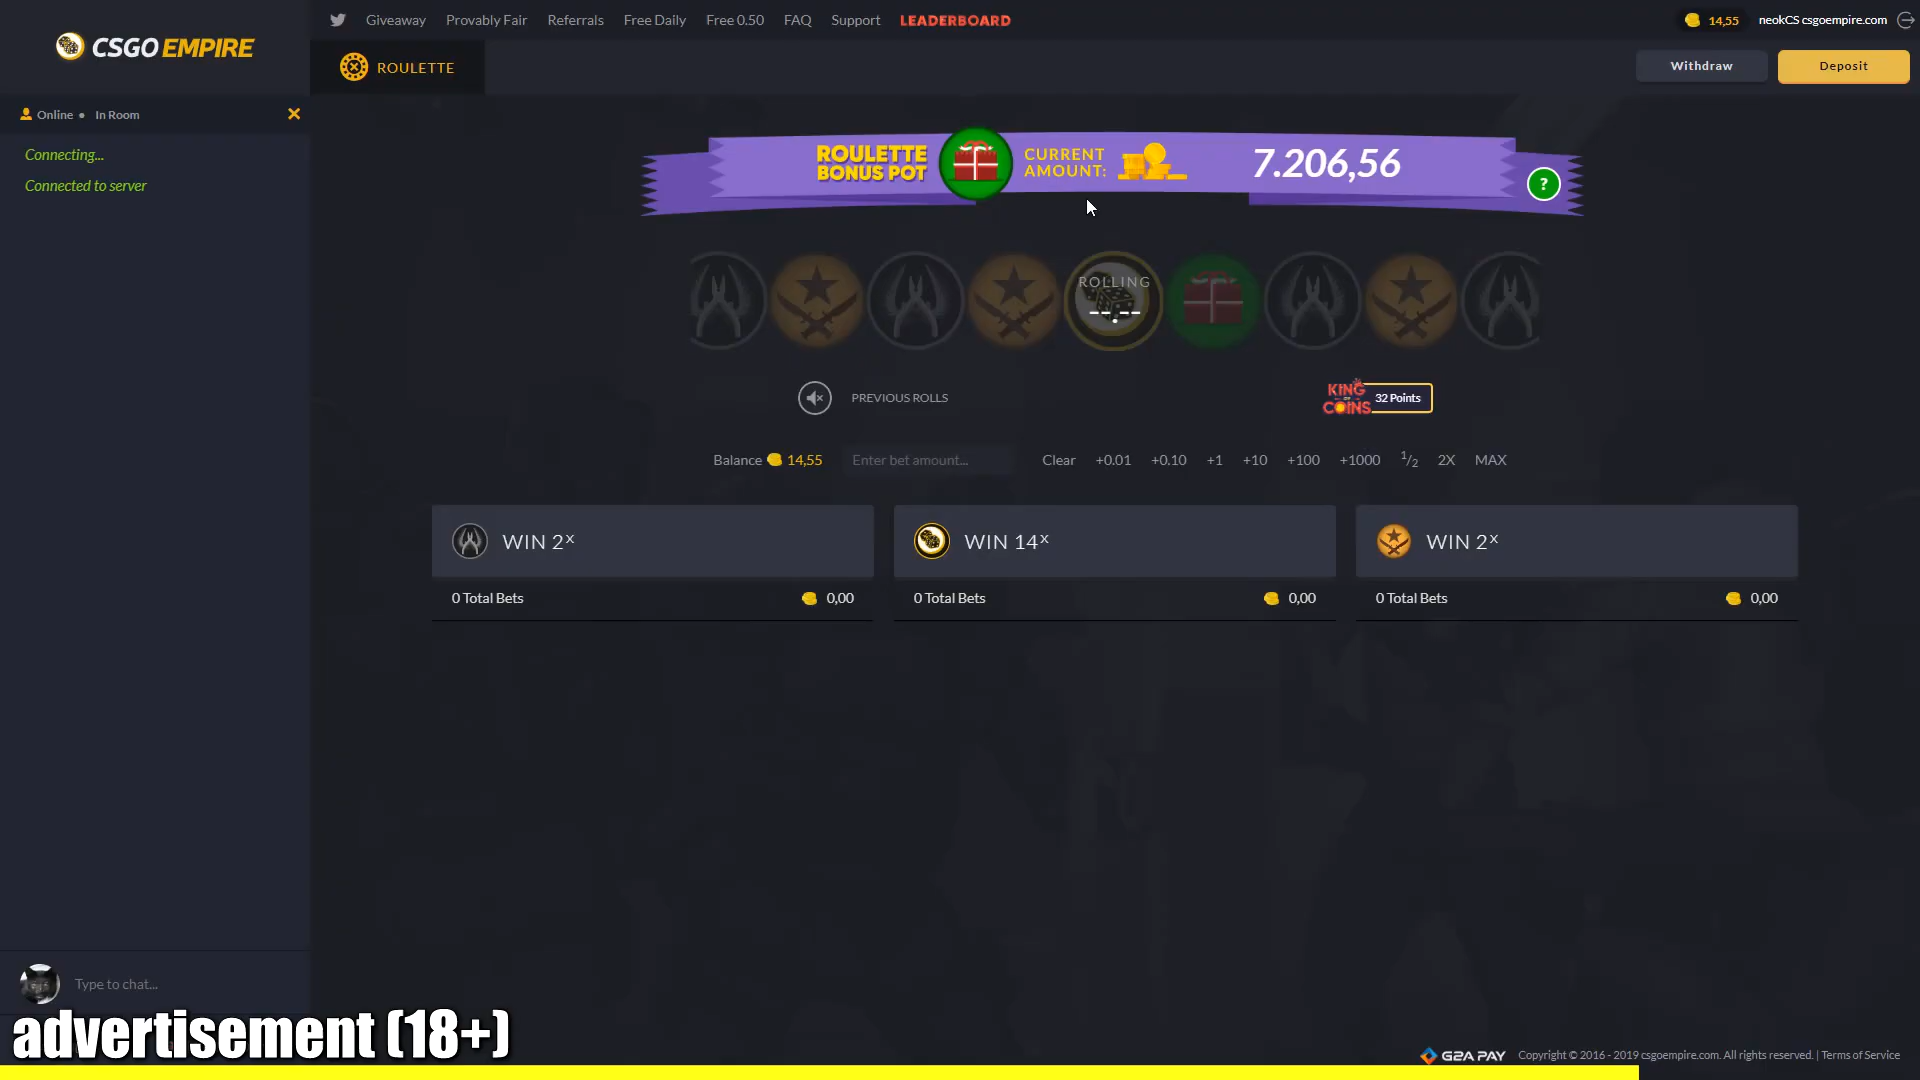 CSGOEMPIRE
Giveaway Provably Fair Referrals Free Daily Free 0.50 FAQ Support LEADERBOARD
14,55 neokCS csgoempire.com
ROULETTE
Withdraw Deposit
Online In Room
Connecting...
Connected to server
ROULETTE
BONUS POT
CURRENT
AMOUNT:
7.206,56
?
ROLLING
--.--
PREVIOUS ROLLS
KING
OF
COINS
32 Points
Balance 14,55 Enter bet amount... Clear +0.01 +0.10 +1 +10 +100 +1000 1/2 2X MAX
WIN 2X
0 Total Bets 0,00
WIN 14X
0 Total Bets 0,00
WIN 2X
0 Total Bets 0,00
Type to chat...
advertisement (18+)
G2A PAY Copyright © 2016 - 2019 csgoempire.com. All rights reserved. | Terms of Service